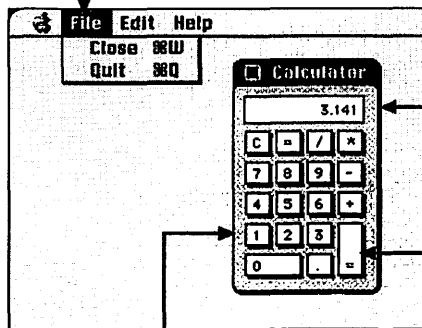 File Edit Help
Close ⌘W
Quit ⌘Q
Calculator
3.141
C = / *
7 8 9 -
4 5 6 +
1 2 3
0 . =